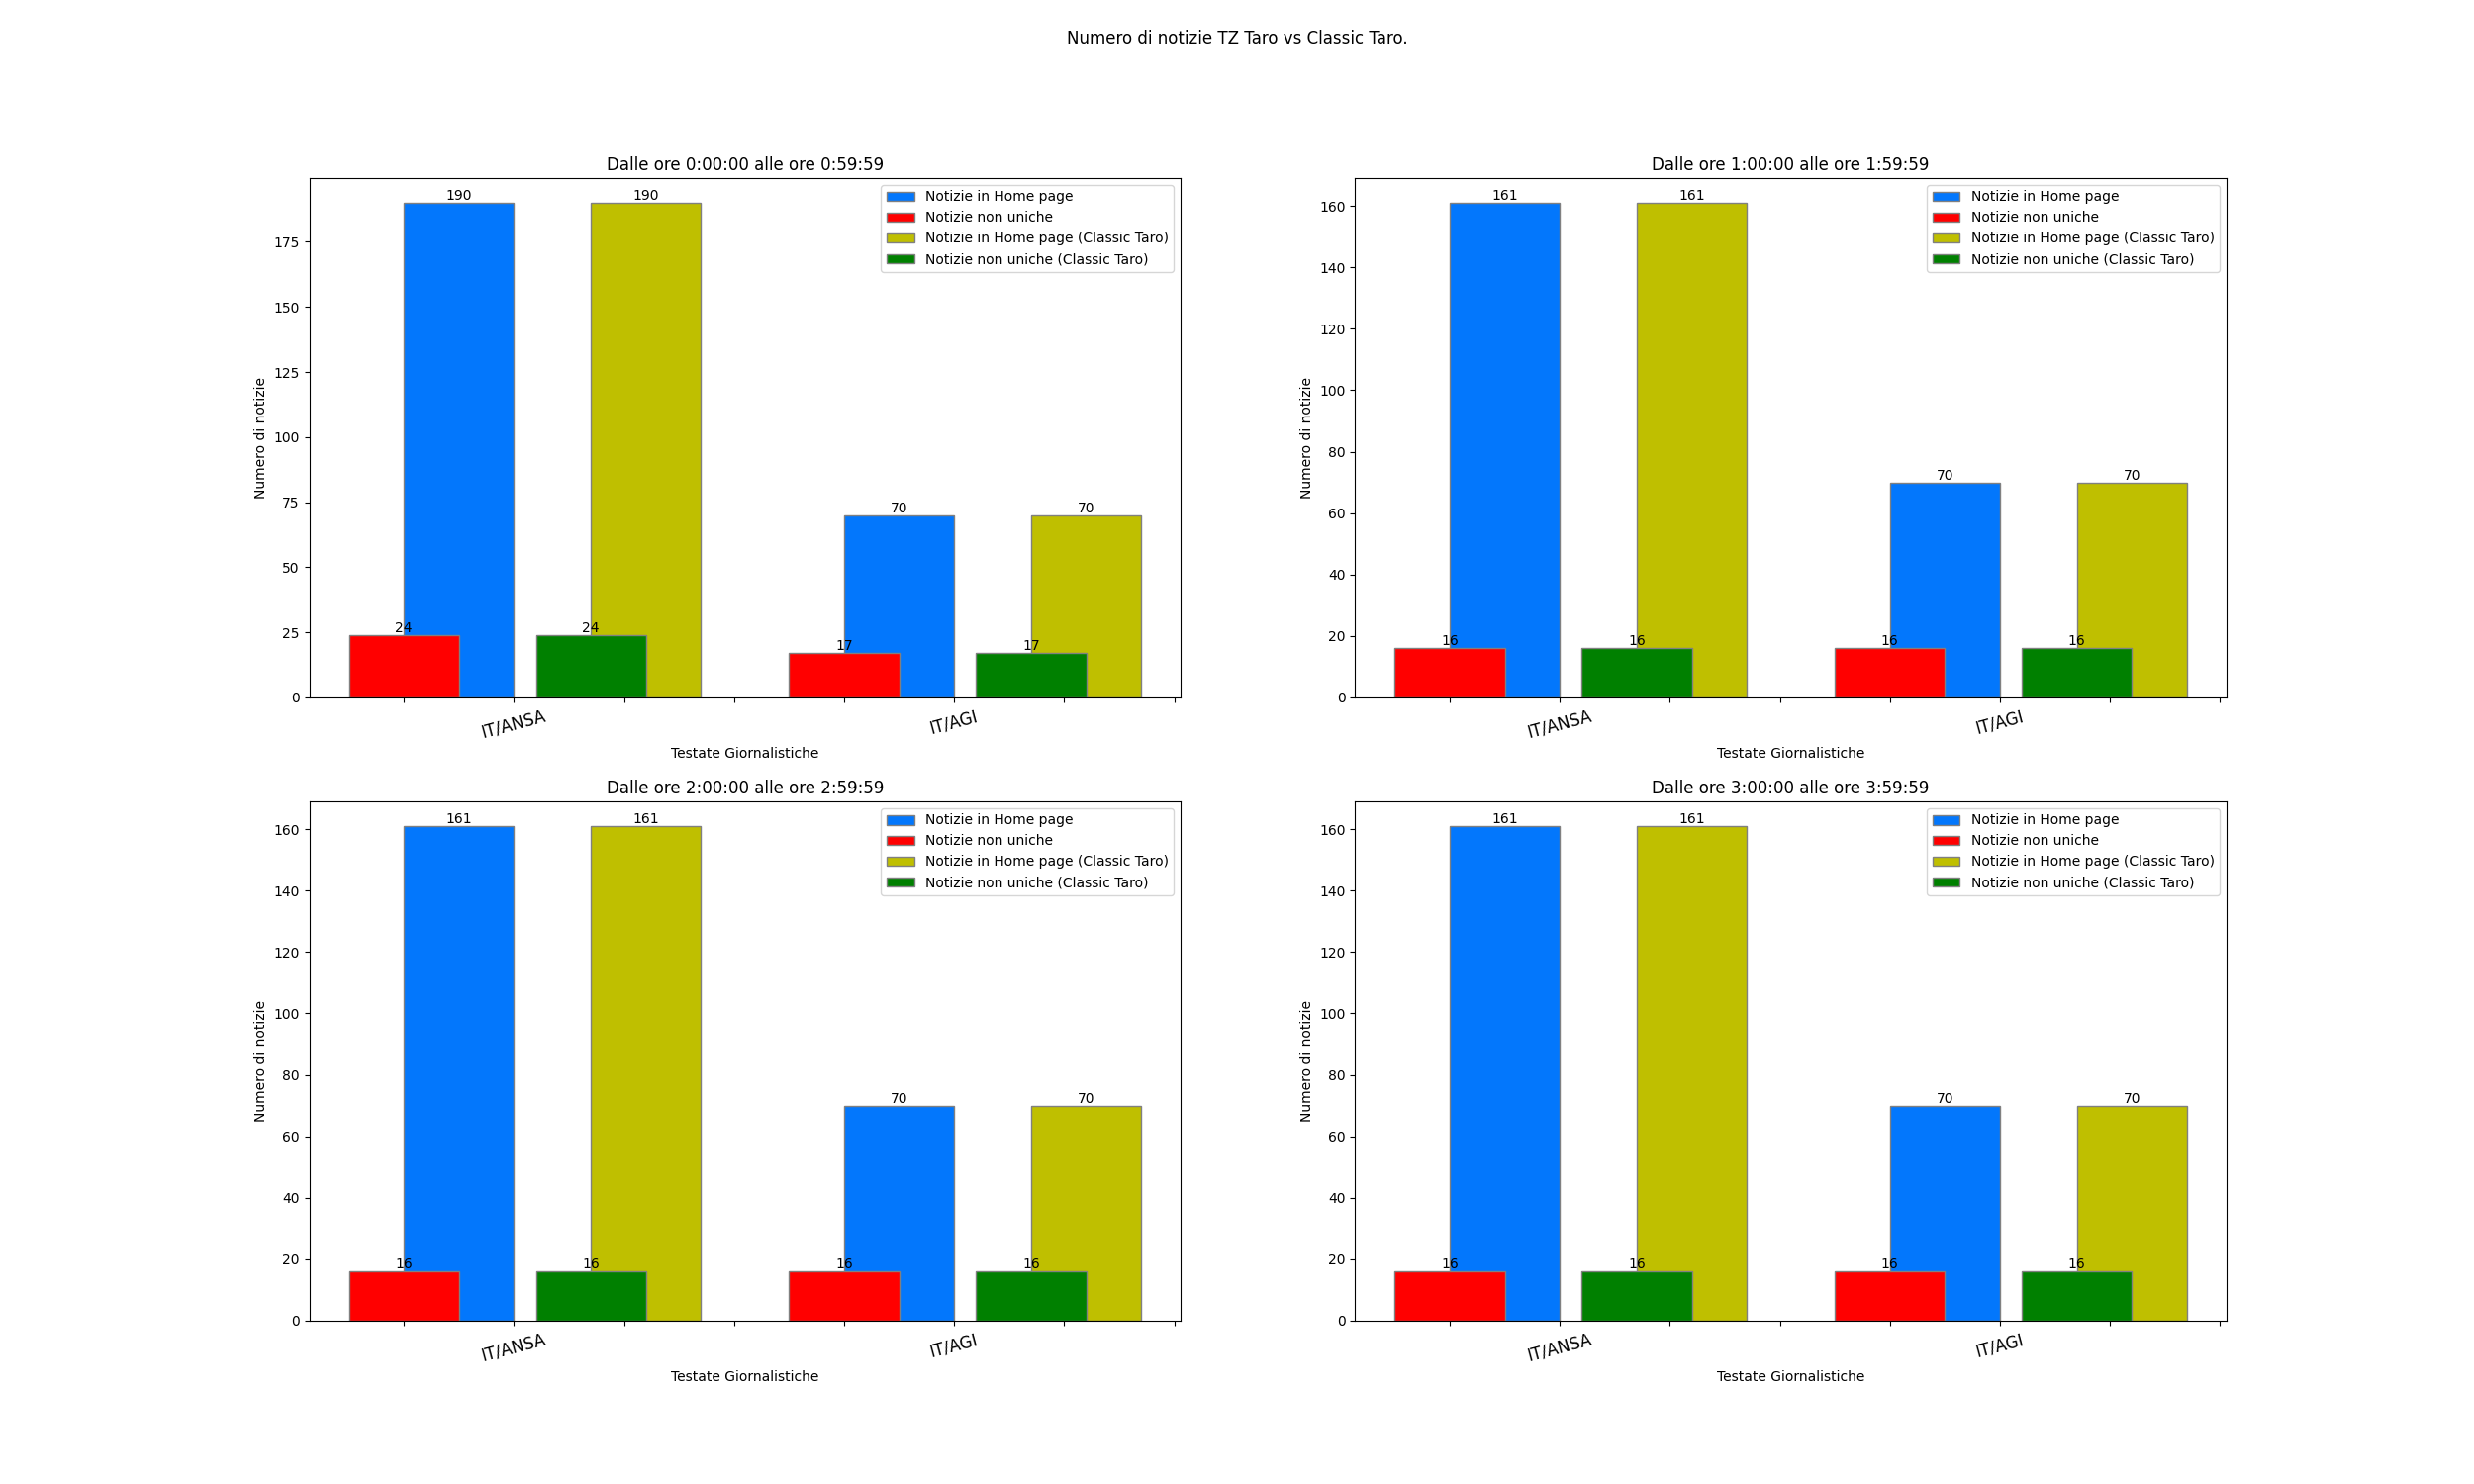 Numero di notizie TZ Taro vs Classic Taro.
Dalle ore 0:00:00 alle ore 0:59:59
Numero di notizie
175
150
125
100
75
50
25
0
190
190
24
24
70
70
17
17
Notizie in Home page
Notizie non uniche
Notizie in Home page (Classic Taro)
Notizie non uniche (Classic Taro)
IT/ANSA
IT/AGI
Testate Giornalistiche
Dalle ore 1:00:00 alle ore 1:59:59
Numero di notizie
160
140
120
100
80
60
40
20
0
161
161
16
16
70
70
16
16
Notizie in Home page
Notizie non uniche
Notizie in Home page (Classic Taro)
Notizie non uniche (Classic Taro)
IT/ANSA
IT/AGI
Testate Giornalistiche
Dalle ore 2:00:00 alle ore 2:59:59
Numero di notizie
160
140
120
100
80
60
40
20
0
161
161
16
16
70
70
16
16
Notizie in Home page
Notizie non uniche
Notizie in Home page (Classic Taro)
Notizie non uniche (Classic Taro)
IT/ANSA
IT/AGI
Testate Giornalistiche
Dalle ore 3:00:00 alle ore 3:59:59
Numero di notizie
160
140
120
100
80
60
40
20
0
161
161
16
16
70
70
16
16
Notizie in Home page
Notizie non uniche
Notizie in Home page (Classic Taro)
Notizie non uniche (Classic Taro)
IT/ANSA
IT/AGI
Testate Giornalistiche